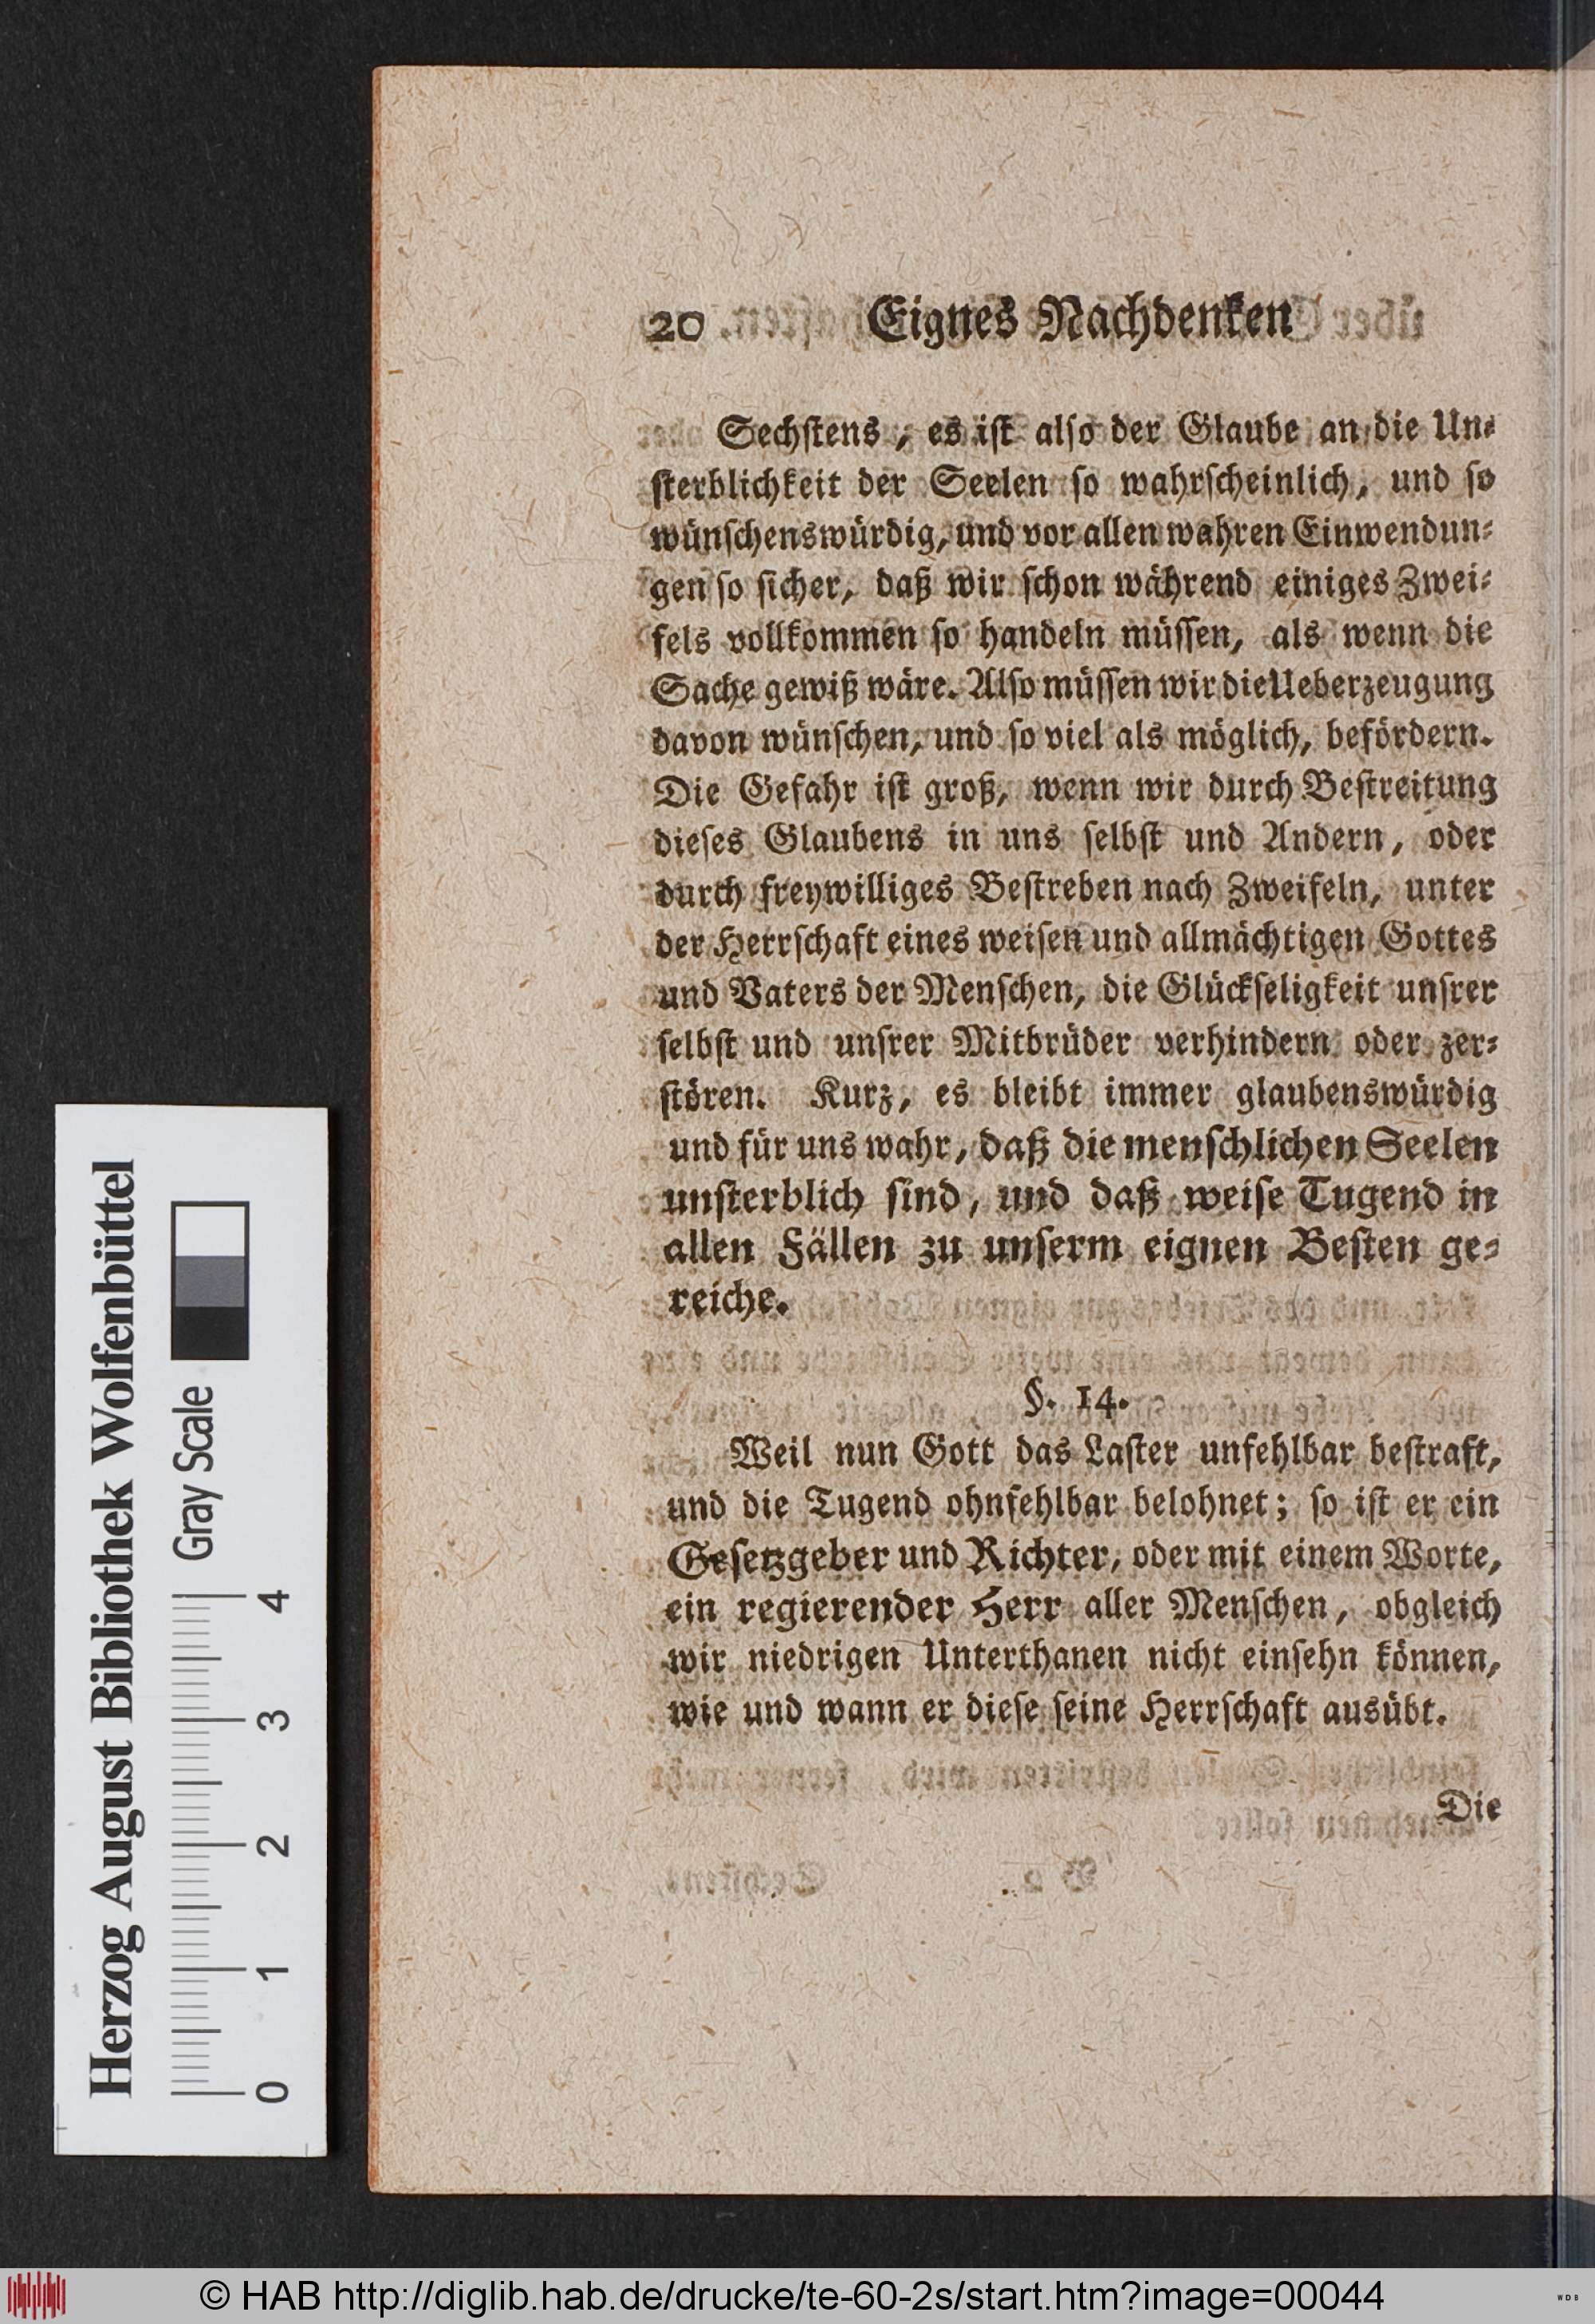 20 Eignes Nachdenken
Sechſtens, es iſt alſo der Glaube an die Un⸗
ſterblichkeit der Seelen ſo wahrſcheinlich, und ſo
wünſchenswürdig, und vor allen wahren Einwendun⸗
gen ſo ſicher, daß wir ſchon während einiges Zwei⸗
fels vollkommen ſo handeln müſſen, als wenn die
Sache gewiß wäre. Alſo müſſen wir die Ueberzeugung
davon wünſchen, und ſo viel als möglich, befördern.
Die Gefahr iſt groß, wenn wir durch Beſtreitung
dieſes Glaubens in uns ſelbſt und Andern, oder
durch freywilliges Beſtreben nach Zweifeln, unter
der Herrſchaft eines weiſen und allmächtigen Gottes
und Vaters der Menſchen, die Glückſeligkeit unſrer
ſelbſt und unſrer Mitbrüder verhindern oder zer⸗
ſtören. Kurz, es bleibt immer glaubenswürdig
und für uns wahr, daß die menſchlichen Seelen
unſterblich ſind, und daß weiſe Tugend in
allen Fällen zu unſerm eignen Beſten ge⸗
reiche.
§. 14.
Weil nun Gott das Laſter unfehlbar beſtraft,
und die Tugend ohnfehlbar belohnet; ſo iſt er ein
Geſetzgeber und Richter, oder mit einem Worte,
ein regierender Herr aller Menſchen, obgleich
wir niedrigen Unterthanen nicht einſehn können,
wie und wann er dieſe ſeine Herrſchaft ausübt.
Die
Herzog August Bibliothek Wolfenbüttel
Gray Scale
0 1 2 3 4
© HAB http://diglib.hab.de/drucke/te-60-2s/start.htm?image=00044
WDB